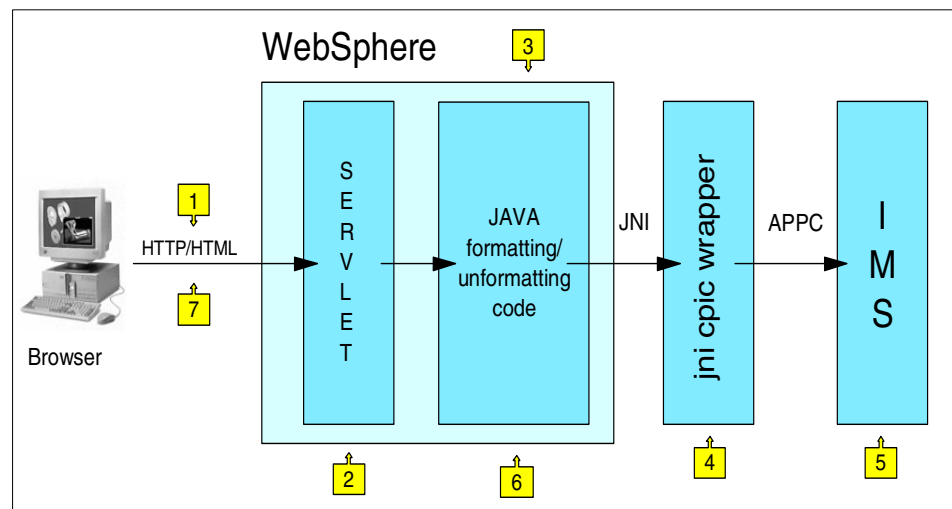 WebSphere
3
1
HTTP/HTML
7
Browser
S
E
R
V
L
E
T
2
JAVA
formatting/
unformatting
code
6
JNI
jni cpic wrapper
4
APPC
I
M
S
5